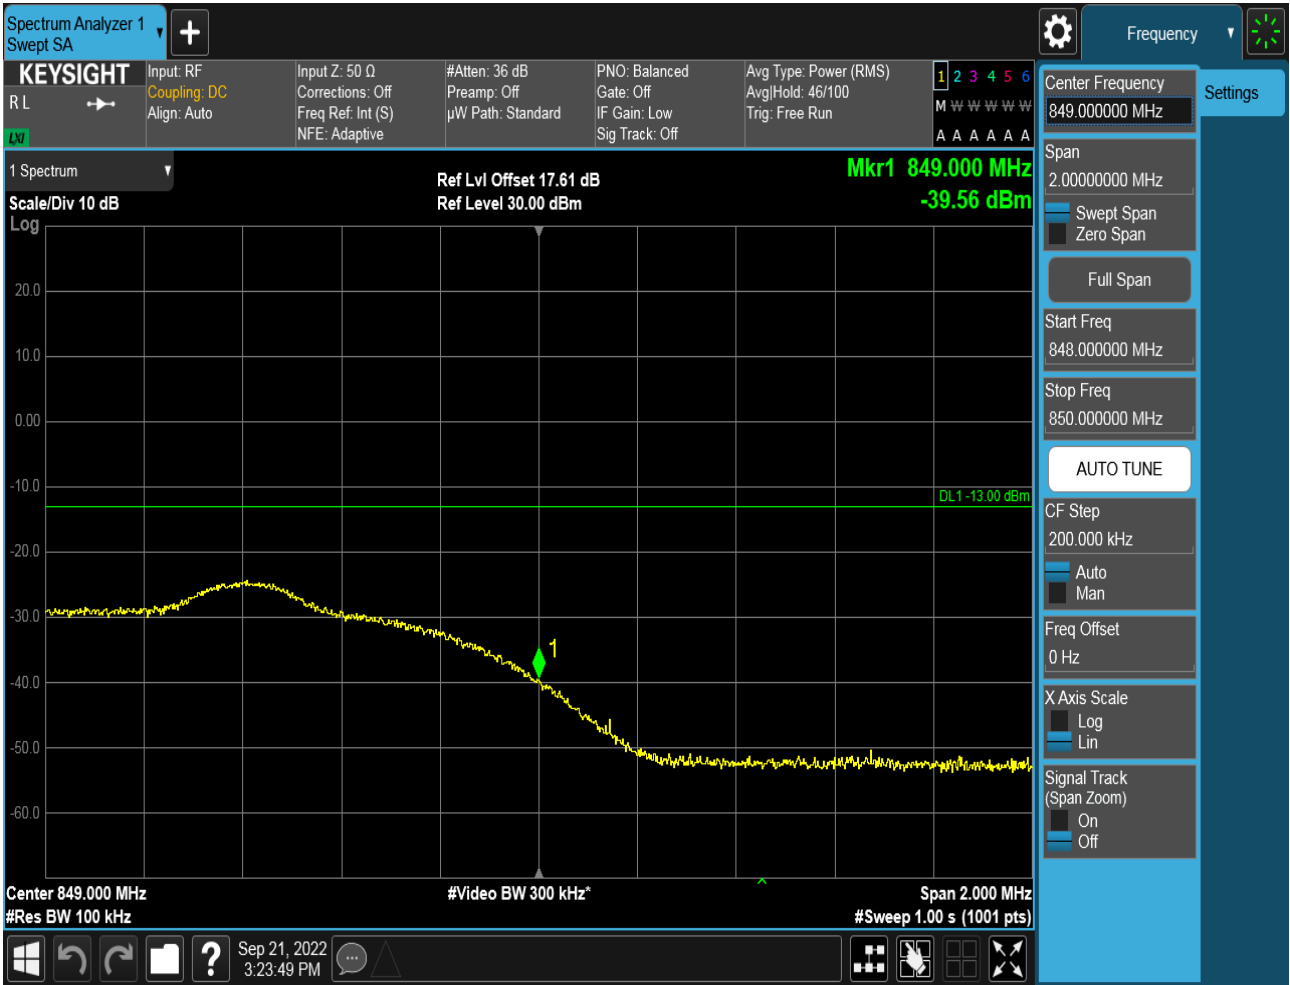 Spectrum Analyzer 1
Swept SA
Frequency
KEYSIGHT
R L
LXI
Input: RF
Coupling: DC
Align: Auto
Input Z: 50 Ω
Corrections: Off
Freq Ref: Int (S)
NFE: Adaptive
#Atten: 36 dB
Preamp: Off
µW Path: Standard
PNO: Balanced
Gate: Off
IF Gain: Low
Sig Track: Off
Avg Type: Power (RMS)
Avg|Hold: 46/100
Trig: Free Run
1 2 3 4 5 6
M W W W W W
A A A A A A
1 Spectrum
Scale/Div 10 dB
Log
Ref Lvl Offset 17.61 dB
Ref Level 30.00 dBm
Mkr1 849.000 MHz
-39.56 dBm
20.0
10.0
0.00
-10.0
-20.0
-30.0
-40.0
-50.0
-60.0
DL1 -13.00 dBm
1
Center 849.000 MHz
#Res BW 100 kHz
#Video BW 300 kHz*
Span 2.000 MHz
#Sweep 1.00 s (1001 pts)
Sep 21, 2022
3:23:49 PM
Center Frequency
849.000000 MHz
Span
2.00000000 MHz
Swept Span
Zero Span
Full Span
Start Freq
848.000000 MHz
Stop Freq
850.000000 MHz
AUTO TUNE
CF Step
200.000 kHz
Auto
Man
Freq Offset
0 Hz
X Axis Scale
Log
Lin
Signal Track
(Span Zoom)
On
Off
Settings